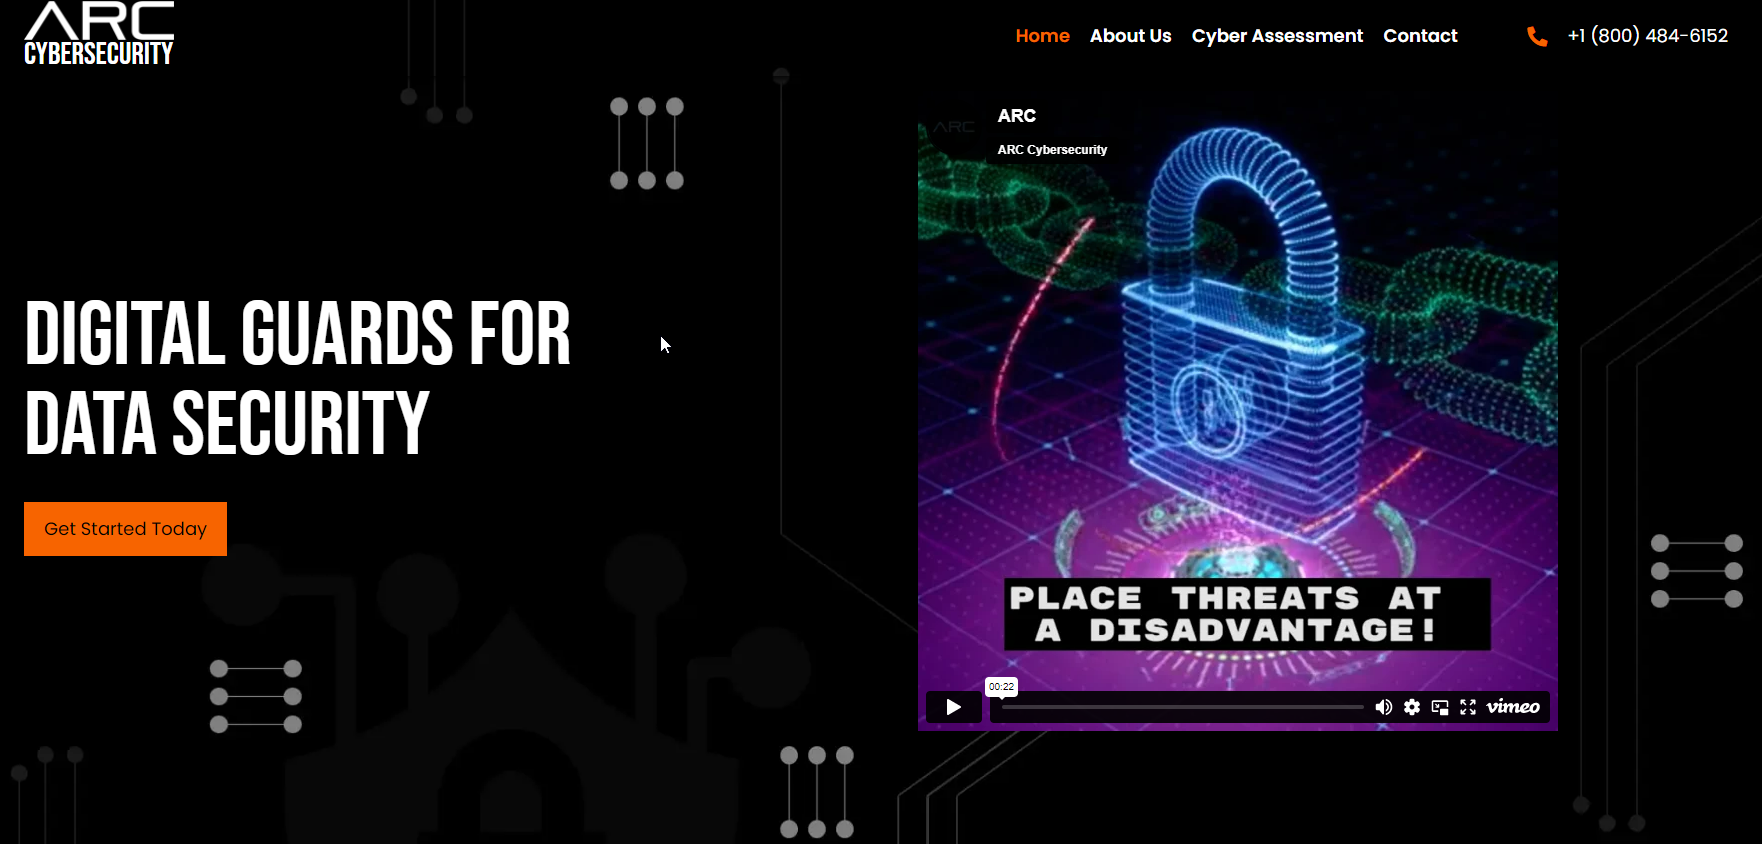 ARC
CYBERSECURITY
Home
About Us
Cyber Assessment
Contact
+1 (800) 484-6152
DIGITAL GUARDS FOR
DATA SECURITY
Get Started Today
ARC
ARC
ARC Cybersecurity
PLACE THREATS AT
A DISADVANTAGE!
00:22
vimeo